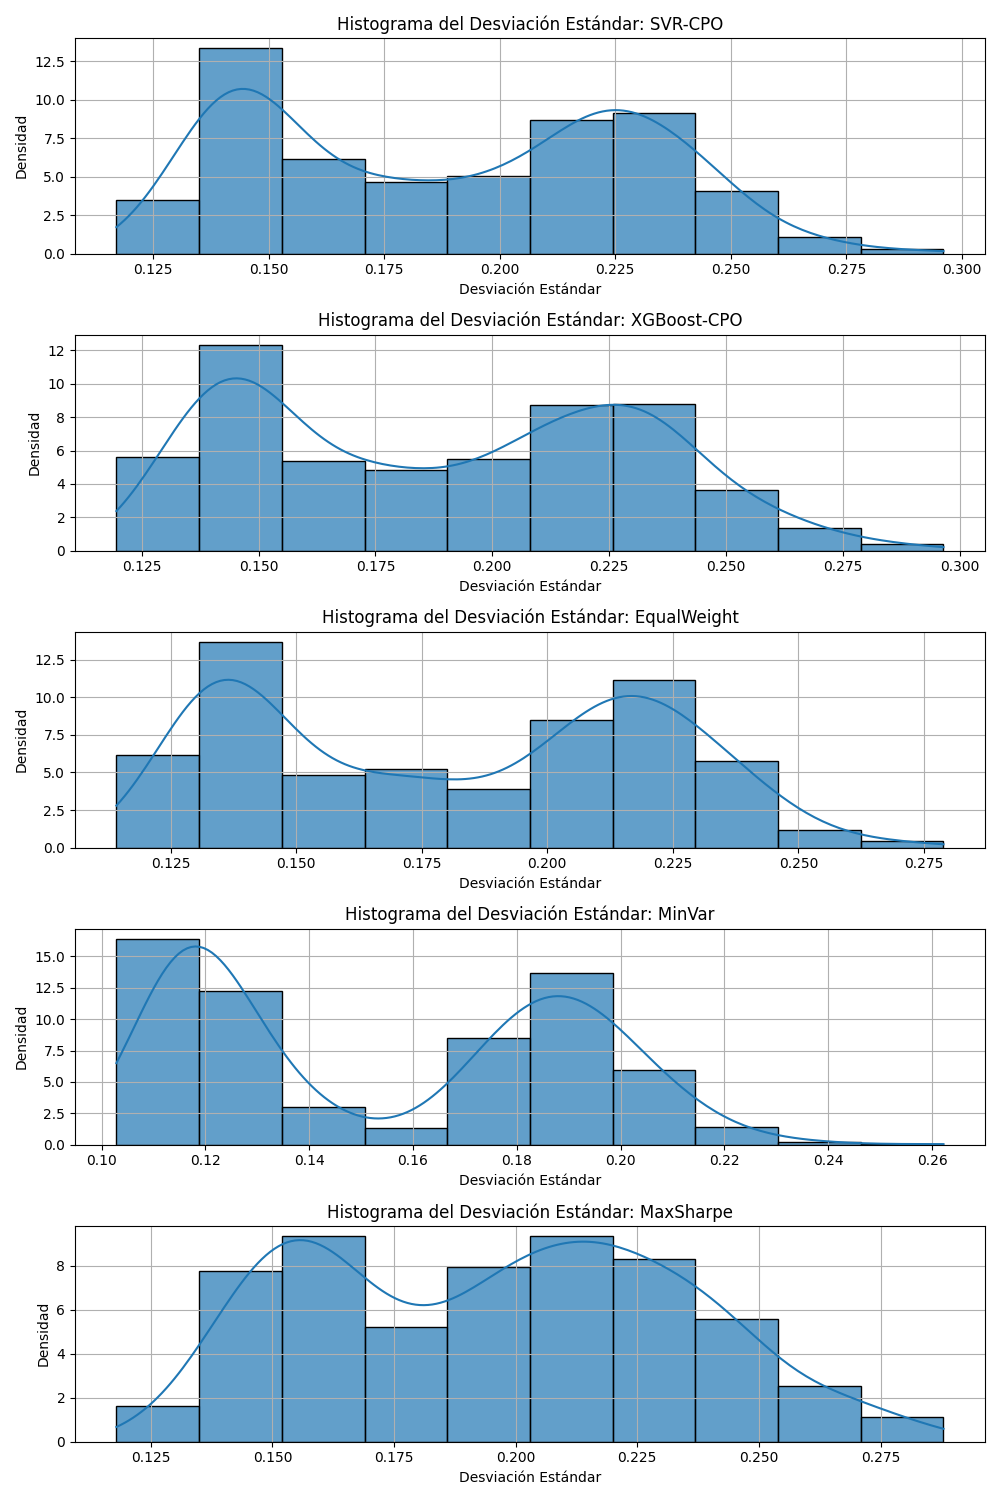 Histograma del Desviación Estándar: SVR-CPO
12.5
10.0
7.5
5.0
2.5
0.0
Densidad
0.125 0.150 0.175 0.200 0.225 0.250 0.275 0.300
Desviación Estándar
Histograma del Desviación Estándar: XGBoost-CPO
12
10
8
6
4
2
0
Densidad
0.125 0.150 0.175 0.200 0.225 0.250 0.275 0.300
Desviación Estándar
Histograma del Desviación Estándar: EqualWeight
12.5
10.0
7.5
5.0
2.5
0.0
Densidad
0.125 0.150 0.175 0.200 0.225 0.250 0.275
Desviación Estándar
Histograma del Desviación Estándar: MinVar
15.0
12.5
10.0
7.5
5.0
2.5
0.0
Densidad
0.10 0.12 0.14 0.16 0.18 0.20 0.22 0.24 0.26
Desviación Estándar
Histograma del Desviación Estándar: MaxSharpe
8
6
4
2
0
Densidad
0.125 0.150 0.175 0.200 0.225 0.250 0.275
Desviación Estándar